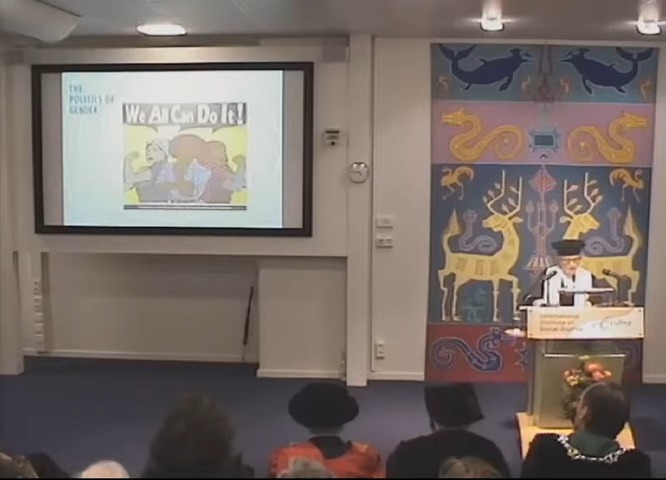 THE
POLITICS OF
GENDER
We All Can Do It!
International
Institute of
Social Studies